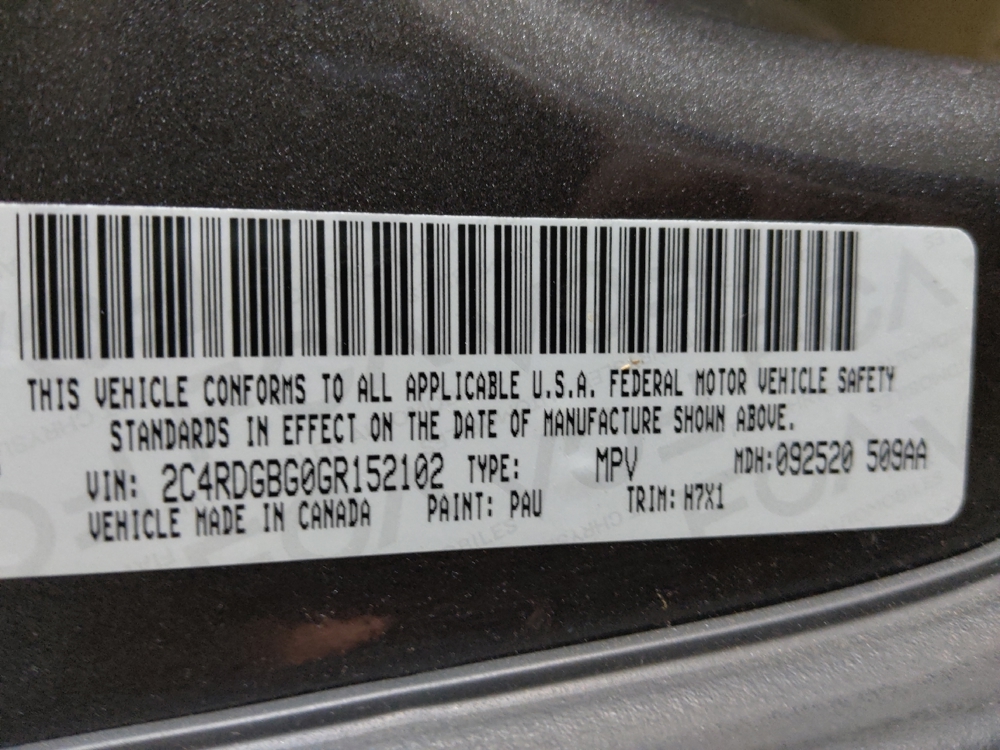 THIS VEHICLE CONFORMS TO ALL APPLICABLE U.S.A. FEDERAL MOTOR VEHICLE SAFETY
STANDARDS IN EFFECT ON THE DATE OF MANUFACTURE SHOWN ABOVE.
VIN: 2C4RDGBG0GR152102 TYPE: MPV MDH:092520 509AA
VEHICLE MADE IN CANADA PAINT: PAU TRIM: H7X1